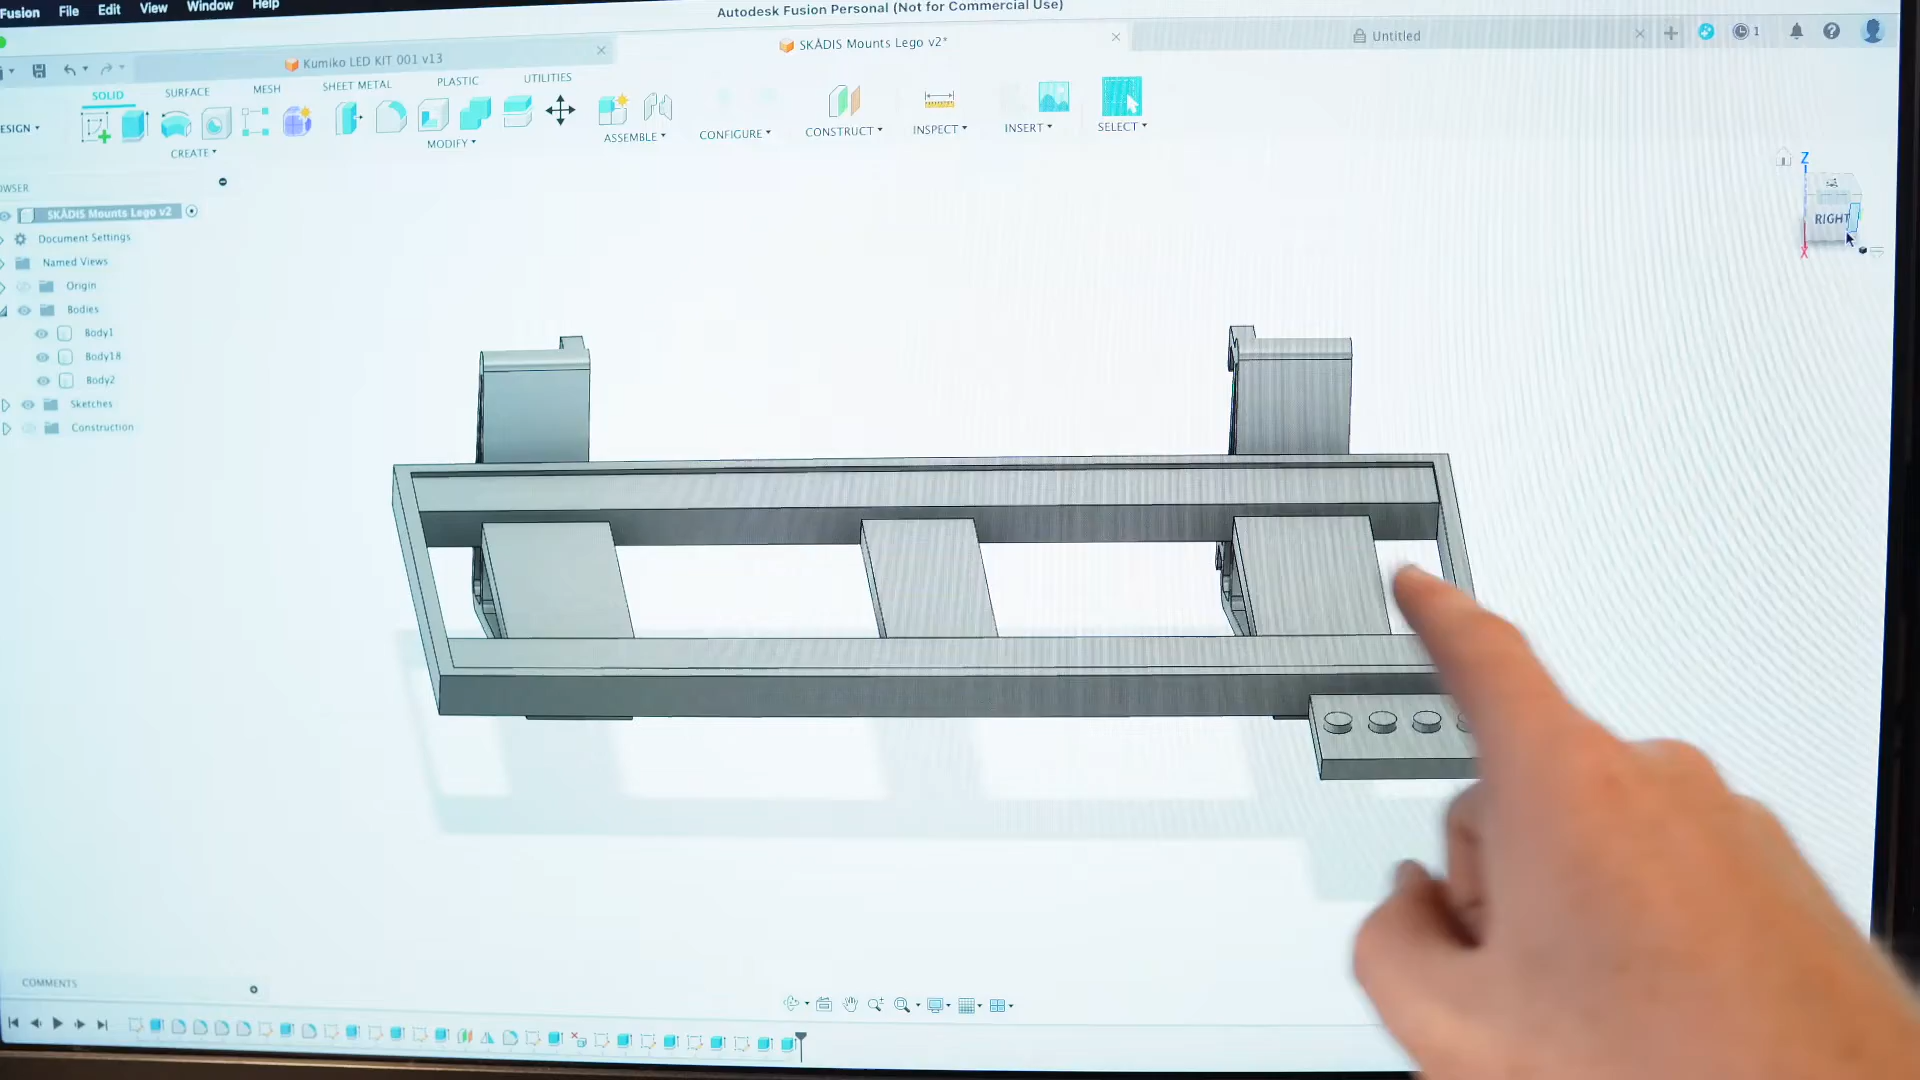 Fusion File Edit View Window Help
Autodesk Fusion Personal (Not for Commercial Use)
Kumiko LED KIT 001 v13
SKÅDIS Mounts Lego v2*
Untitled
1
SOLID SURFACE MESH SHEET METAL PLASTIC UTILITIES
ESIGN
CREATE MODIFY ASSEMBLE CONFIGURE CONSTRUCT INSPECT INSERT SELECT
WSER
SKÅDIS Mounts Lego v2
Document Settings
Named Views
Origin
Bodies
Body1
Body18
Body2
Sketches
Construction
Z
RIGHT
X
COMMENTS